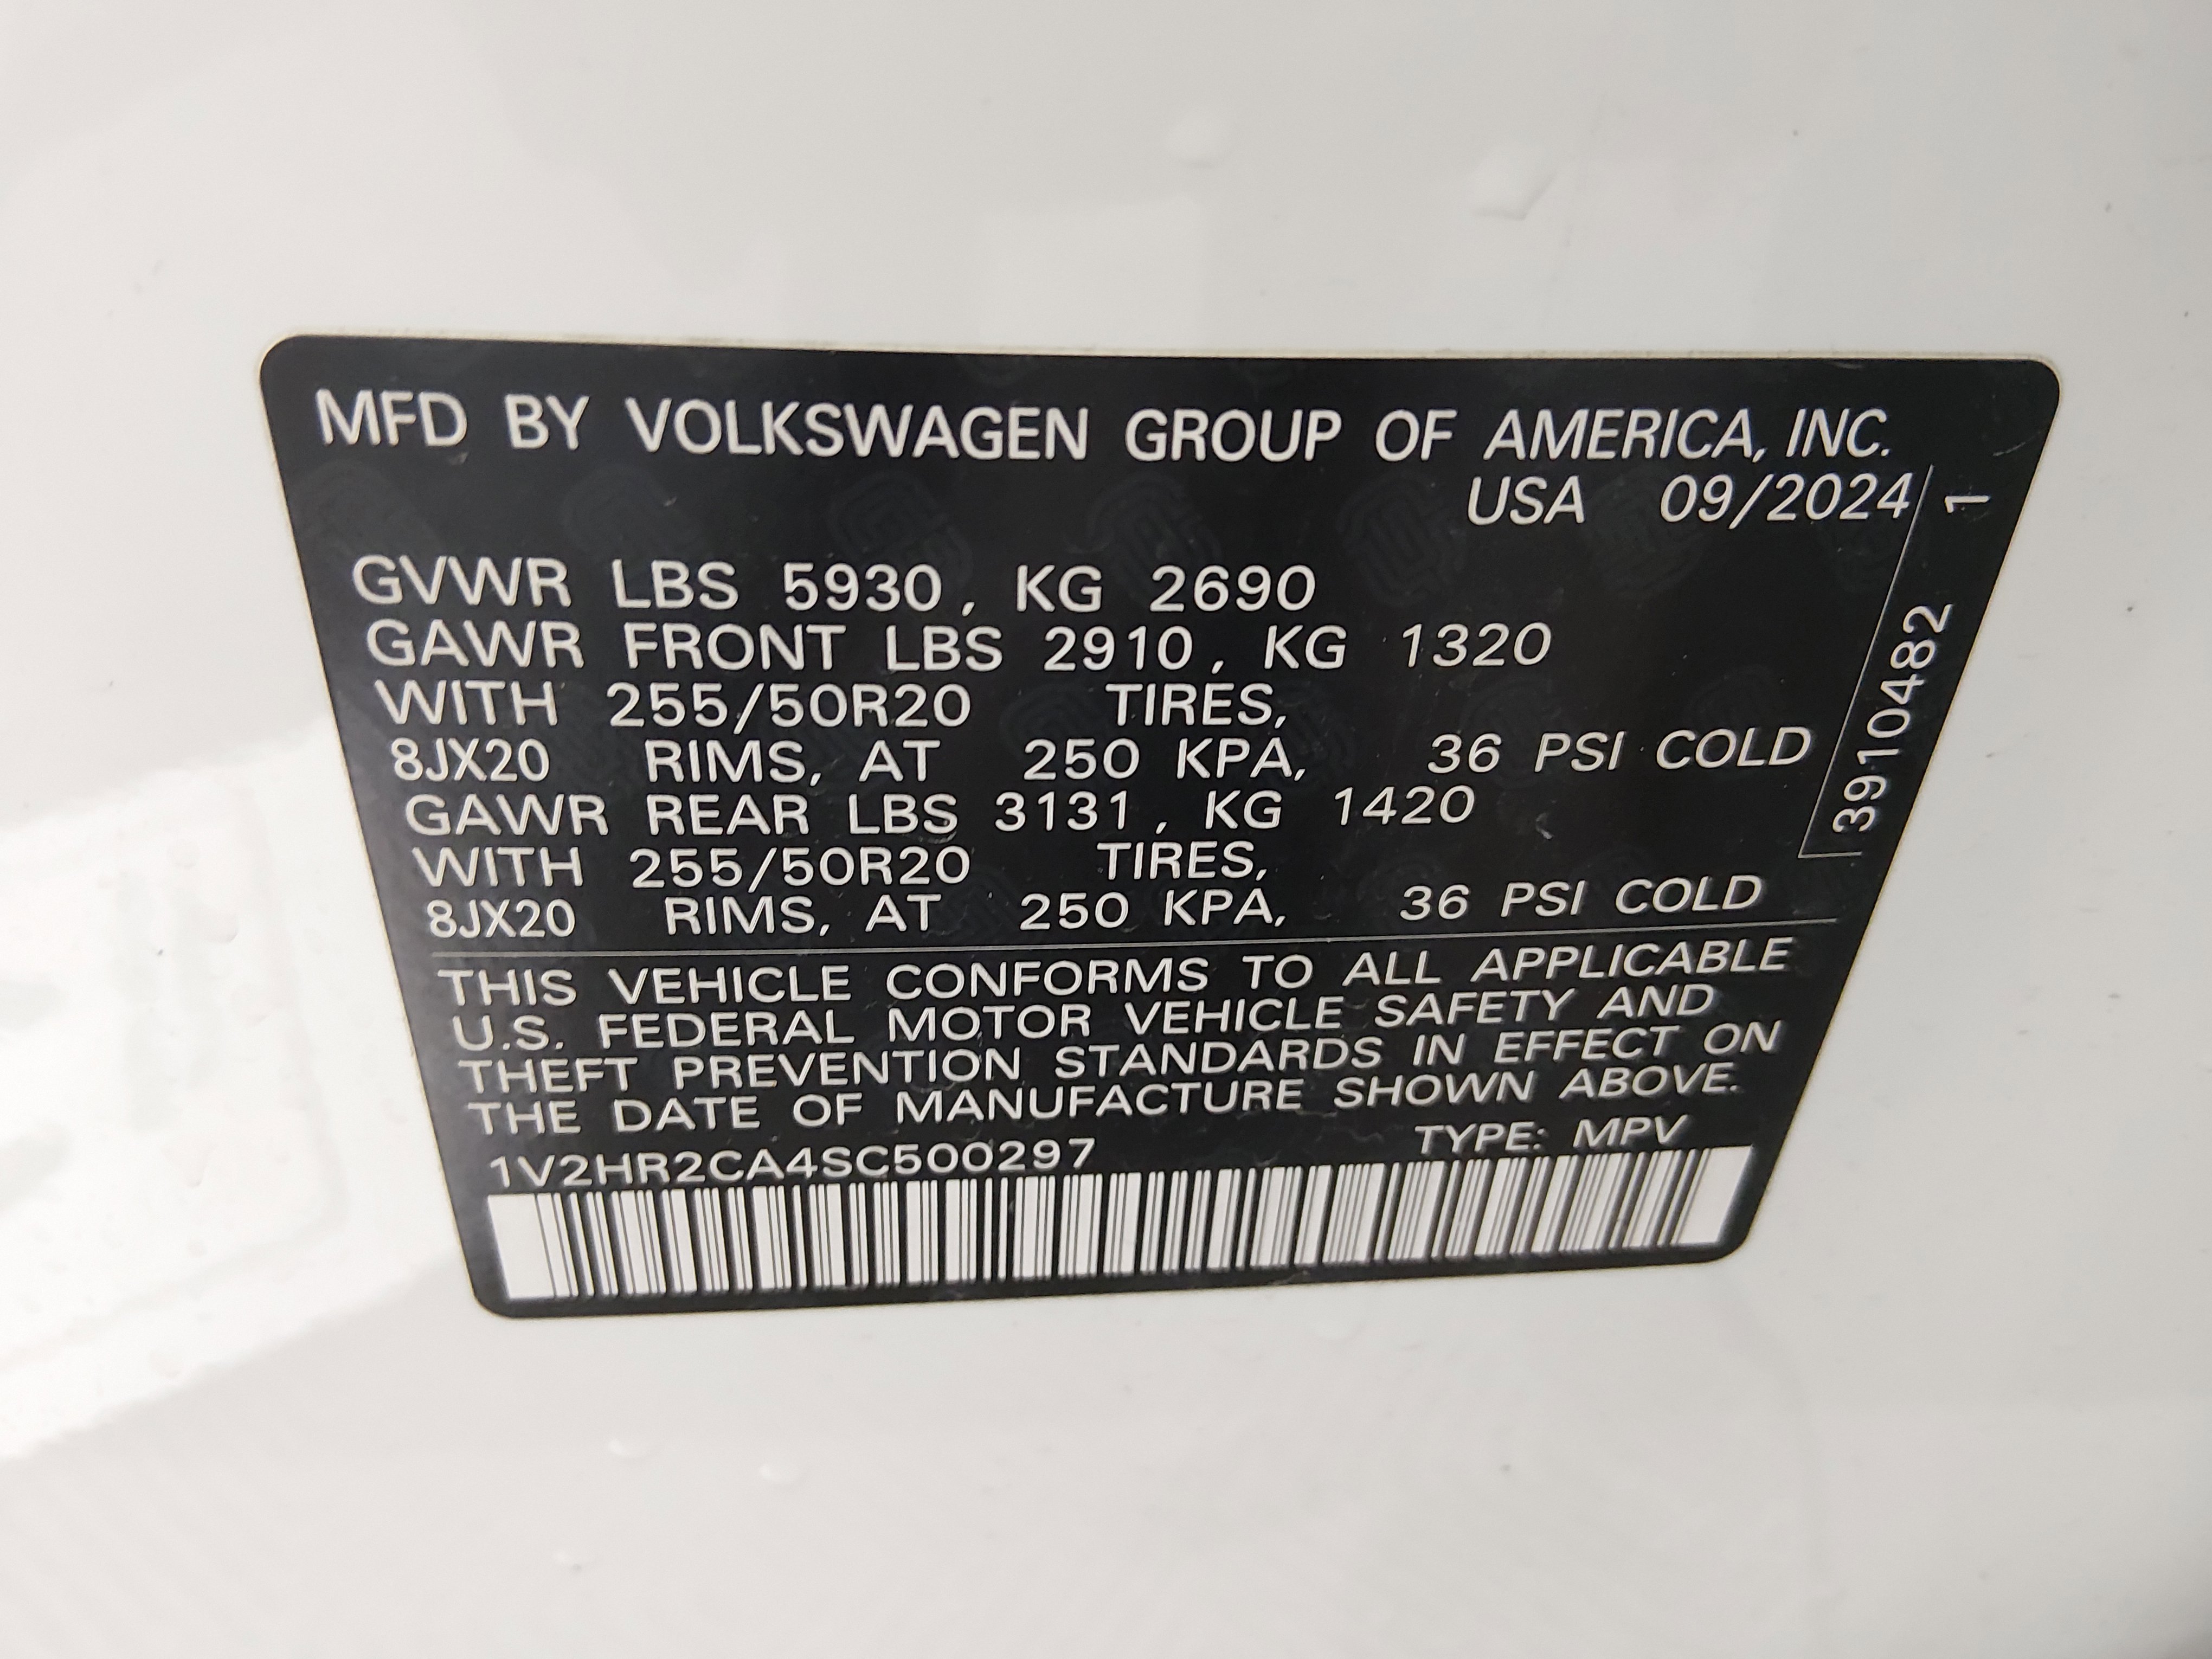 MFD BY VOLKSWAGEN GROUP OF AMERICA, INC.
USA 09/2024
GVWR LBS 5930, KG 2690
GAWR FRONT LBS 2910, KG 1320
WITH 255/50R20 TIRES,
8JX20 RIMS, AT 250 KPA, 36 PSI COLD
GAWR REAR LBS 3131, KG 1420
WITH 255/50R20 TIRES,
8JX20 RIMS, AT 250 KPA, 36 PSI COLD
3910482 1
THIS VEHICLE CONFORMS TO ALL APPLICABLE
U.S. FEDERAL MOTOR VEHICLE SAFETY AND
THEFT PREVENTION STANDARDS IN EFFECT ON
THE DATE OF MANUFACTURE SHOWN ABOVE.
1V2HR2CA4SC500297 TYPE: MPV